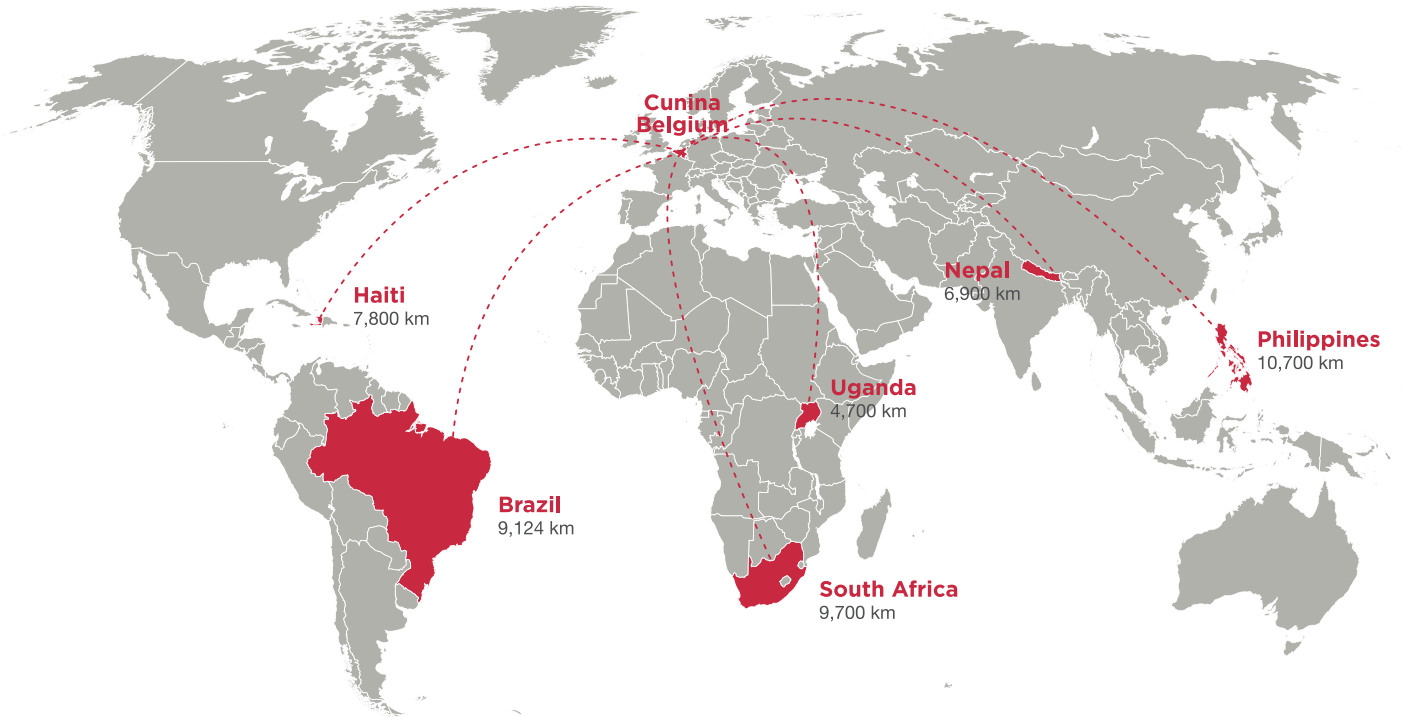 Cunina
Belgium
Haiti
7,800 km
Nepal
6,900 km
Philippines
10,700 km
Uganda
4,700 km
Brazil
9,124 km
South Africa
9,700 km